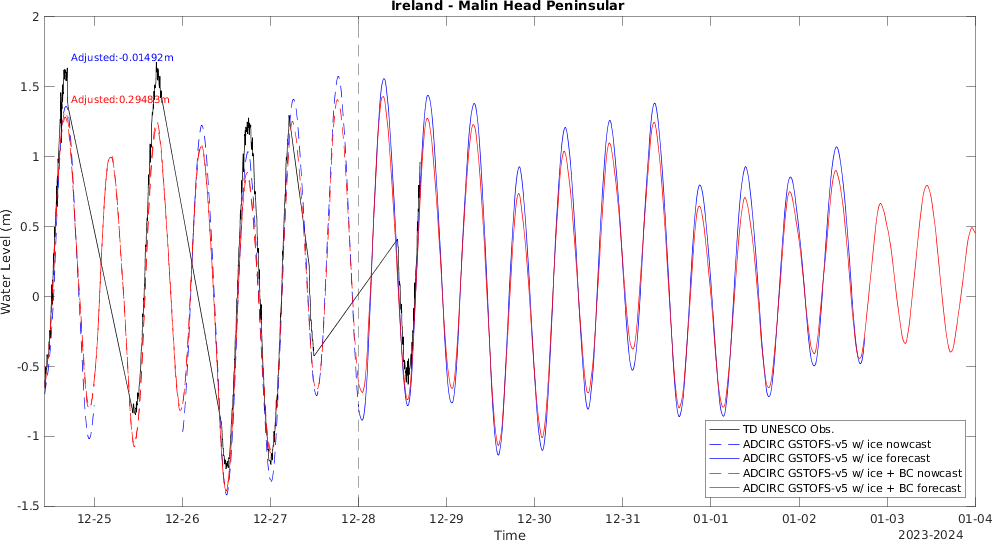 Ireland - Malin Head Peninsular
2
1.5
1
0.5
0
-0.5
-1
-1.5
Water Level (m)
Adjusted:-0.01492m
Adjusted:0.29483m
TD UNESCO Obs.
ADCIRC GSTOFS-v5 w/ ice nowcast
ADCIRC GSTOFS-v5 w/ ice forecast
ADCIRC GSTOFS-v5 w/ ice + BC nowcast
ADCIRC GSTOFS-v5 w/ ice + BC forecast
12-25 12-26 12-27 12-28 12-29 12-30 12-31 01-01 01-02 01-03 01-04
Time
2023-2024